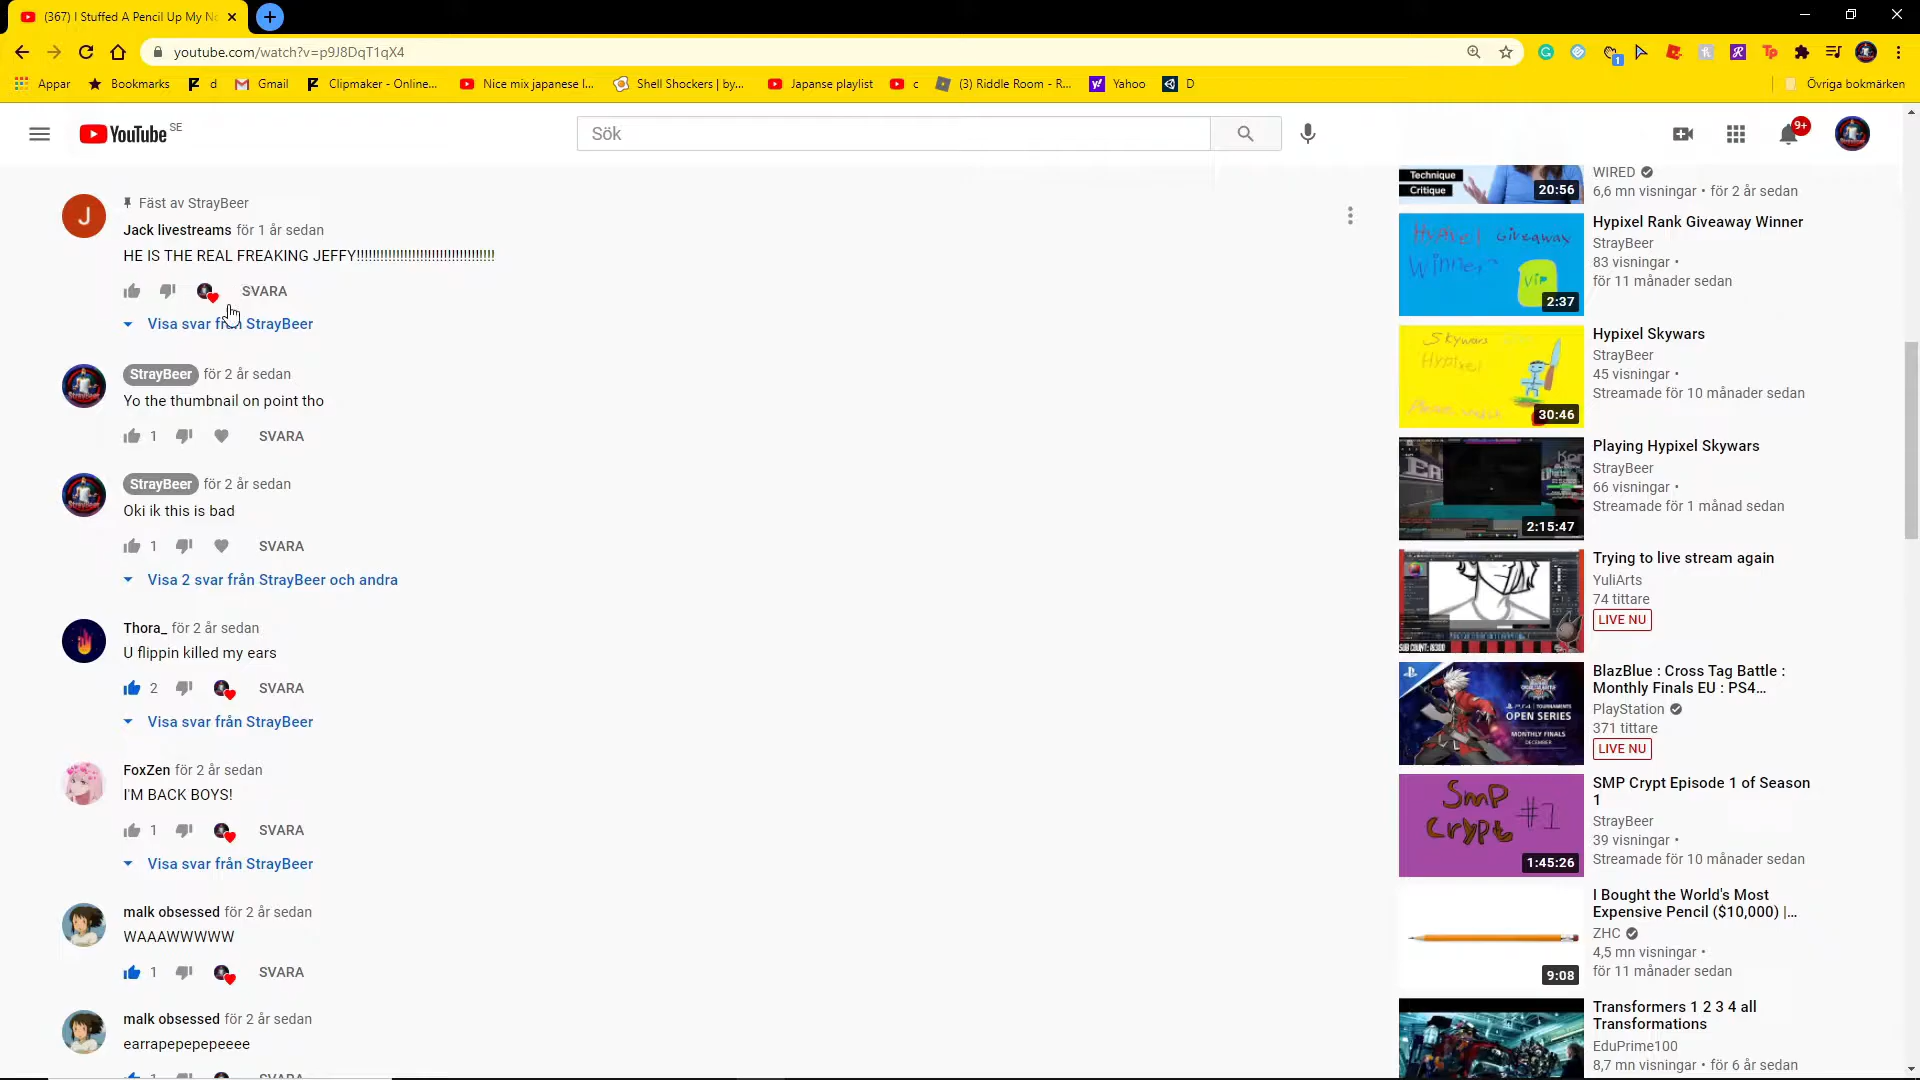 (367) I Stuffed A Pencil Up My No
youtube.com/watch?v=p9J8DqT1qX4
1
Appar
Bookmarks
d
Gmail
Clipmaker - Online...
Nice mix japanese l...
Shell Shockers | by...
Japanse playlist
c
(3) Riddle Room - R...
Yahoo
D
Övriga bokmärken
YouTube SE
Sök
9+
Fäst av StrayBeer
J
Jack livestreams för 1 år sedan
HE IS THE REAL FREAKING JEFFY!!!!!!!!!!!!!!!!!!!!!!!!!!!!!!!!!!
SVARA
Visa svar från StrayBeer
StrayBeer för 2 år sedan
Yo the thumbnail on point tho
1 SVARA
StrayBeer för 2 år sedan
Oki ik this is bad
1 SVARA
Visa 2 svar från StrayBeer och andra
Thora_ för 2 år sedan
U flippin killed my ears
2 SVARA
Visa svar från StrayBeer
FoxZen för 2 år sedan
I'M BACK BOYS!
1 SVARA
Visa svar från StrayBeer
malk obsessed för 2 år sedan
WAAAWWWWW
1 SVARA
malk obsessed för 2 år sedan
earrapepepepeeee
1 SVARA
Technique
Critique
20:56
WIRED
6,6 mn visningar • för 2 år sedan
Hypixel Giveaway
Winner
Vip
2:37
Hypixel Rank Giveaway Winner
StrayBeer
83 visningar •
för 11 månader sedan
Skywars
Hypixel
30:46
Hypixel Skywars
StrayBeer
45 visningar •
Streamade för 10 månader sedan
2:15:47
Playing Hypixel Skywars
StrayBeer
66 visningar •
Streamade för 1 månad sedan
Trying to live stream again
YuliArts
74 tittare
LIVE NU
OPEN SERIES
MONTHLY FINALS
DECEMBER
BlazBlue : Cross Tag Battle :
Monthly Finals EU : PS4...
PlayStation
371 tittare
LIVE NU
SmP #1
Crypt
1:45:26
SMP Crypt Episode 1 of Season
1
StrayBeer
39 visningar •
Streamade för 10 månader sedan
9:08
I Bought the World's Most
Expensive Pencil ($10,000) |...
ZHC
4,5 mn visningar •
för 11 månader sedan
Transformers 1 2 3 4 all
Transformations
EduPrime100
8,7 mn visningar • för 6 år sedan